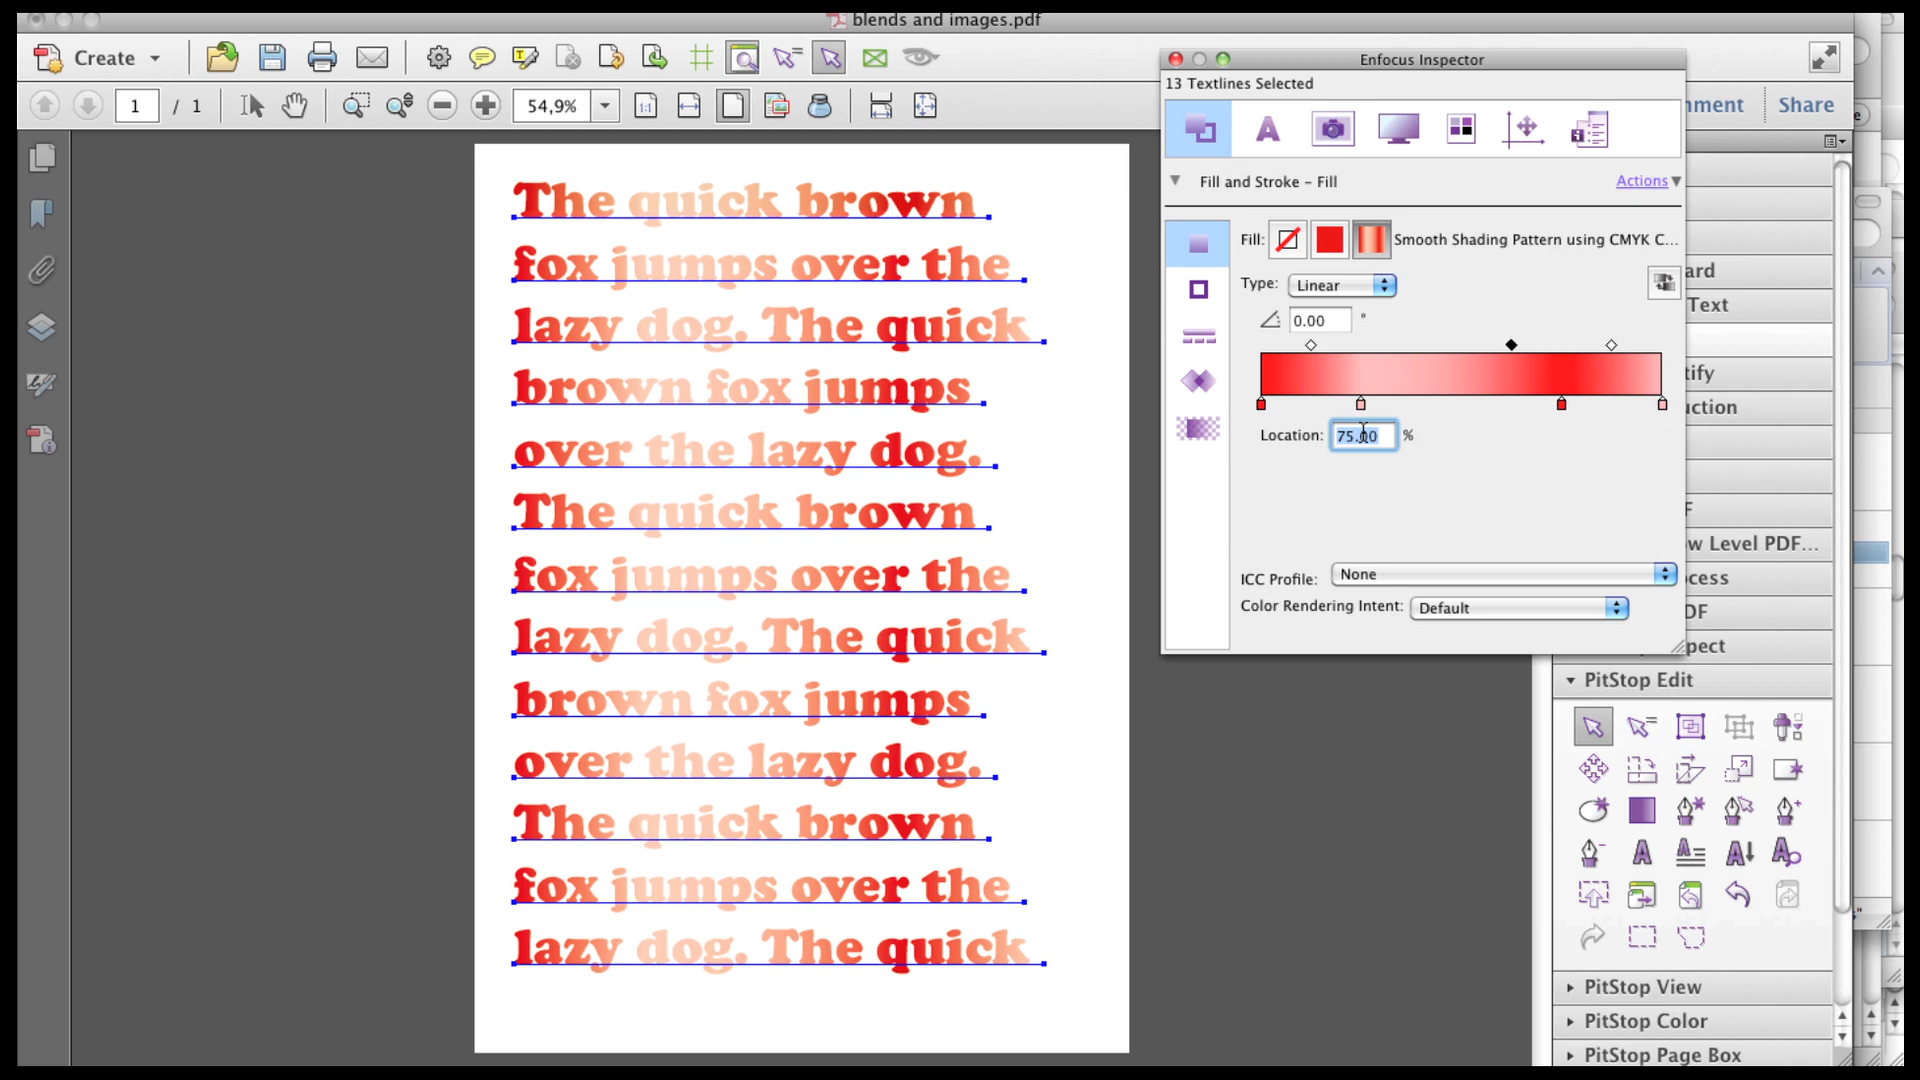 blends and images.pdf
Create
1 / 1
54,9%
mment Share
Enfocus Inspector
13 Textlines Selected
Fill and Stroke – Fill
Actions
Fill: Smooth Shading Pattern using CMYK C...
Type: Linear
0.00 °
Location: 75.00 %
ICC Profile: None
Color Rendering Intent: Default
The quick brown
fox jumps over the
lazy dog. The quick
brown fox jumps
over the lazy dog.
The quick brown
fox jumps over the
lazy dog. The quick
brown fox jumps
over the lazy dog.
The quick brown
fox jumps over the
lazy dog. The quick
ard
Text
tify
uction
F
ow Level PDF...
ocess
DF
pect
PitStop Edit
PitStop View
PitStop Color
PitStop Page Box